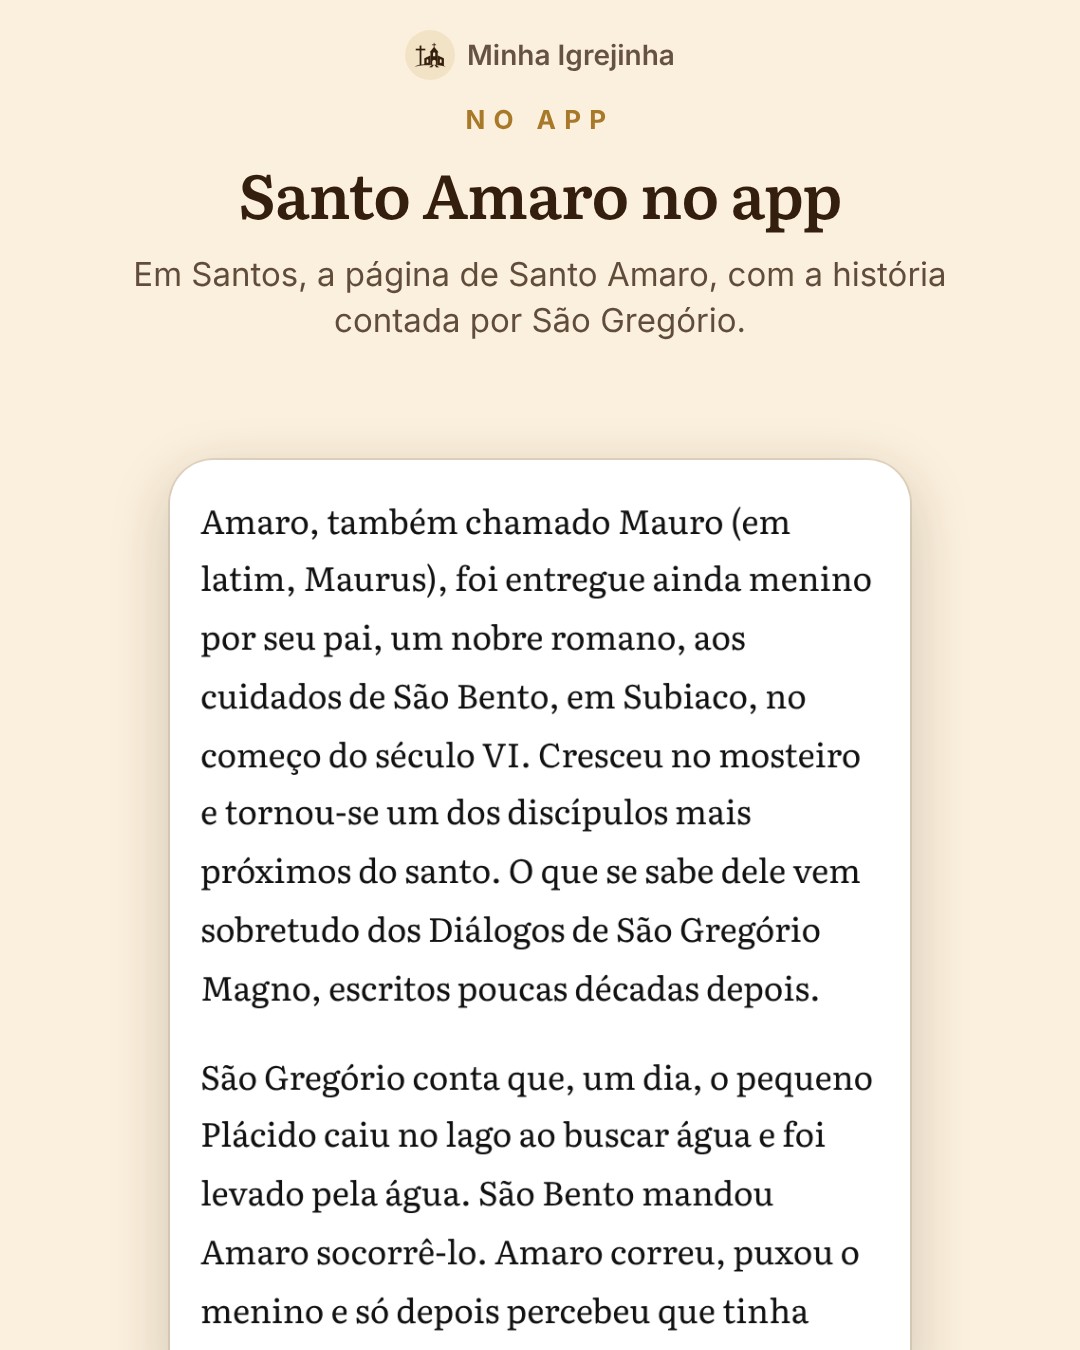 Minha Igrejinha
NO APP
Santo Amaro no app
Em Santos, a página de Santo Amaro, com a história
contada por São Gregório.
Amaro, também chamado Mauro (em
latim, Maurus), foi entregue ainda menino
por seu pai, um nobre romano, aos
cuidados de São Bento, em Subiaco, no
começo do século VI. Cresceu no mosteiro
e tornou-se um dos discípulos mais
próximos do santo. O que se sabe dele vem
sobretudo dos Diálogos de São Gregório
Magno, escritos poucas décadas depois.
São Gregório conta que, um dia, o pequeno
Plácido caiu no lago ao buscar água e foi
levado pela água. São Bento mandou
Amaro socorrê-lo. Amaro correu, puxou o
menino e só depois percebeu que tinha